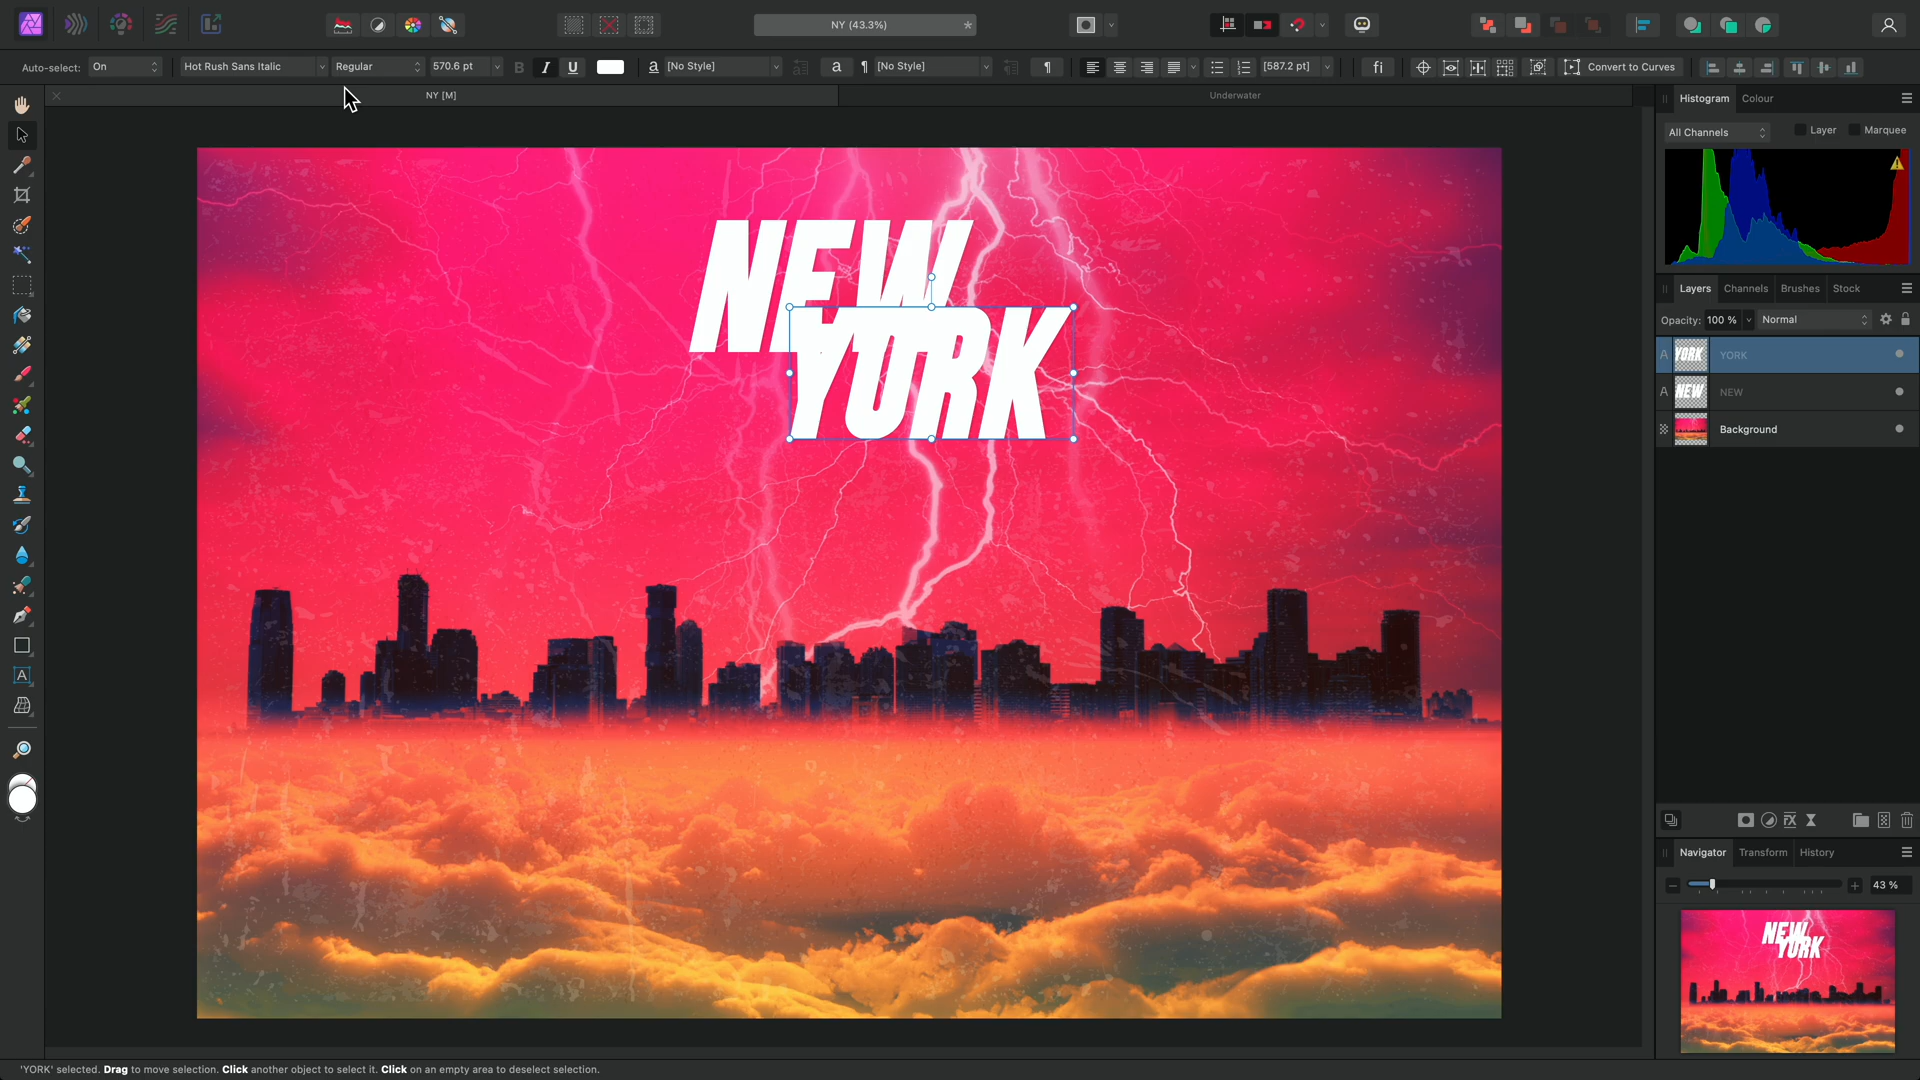 NY (43.3%) *
Auto-select: On Hot Rush Sans Italic Regular 570.6 pt B I U a [No Style] a ¶ [No Style] ¶ [587.2 pt] fi Convert to Curves
NY [M] Underwater
Histogram Colour
All Channels Layer Marquee
NEW
YORK
Layers Channels Brushes Stock
Opacity: 100 % Normal
A YORK YORK
A NEW NEW
Background
Navigator Transform History
43 %
NEW
YORK
'YORK' selected. Drag to move selection. Click another object to select it. Click on an empty area to deselect selection.